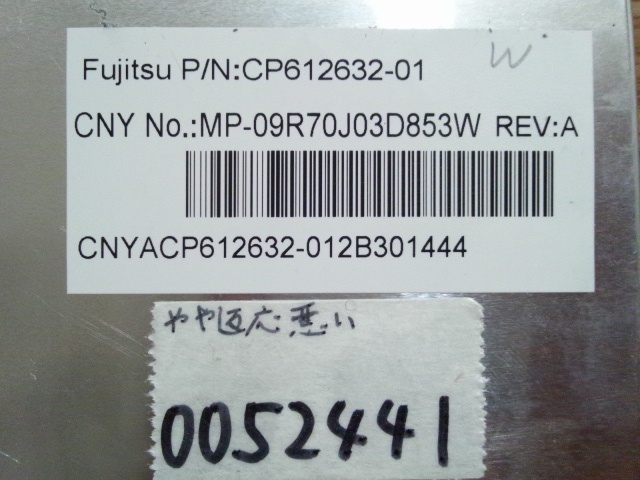 W
Fujitsu P/N:CP612632-01
CNY No.:MP-09R70J03D853W REV:A
CNYACP612632-012B301444
やや反応悪い
0052441